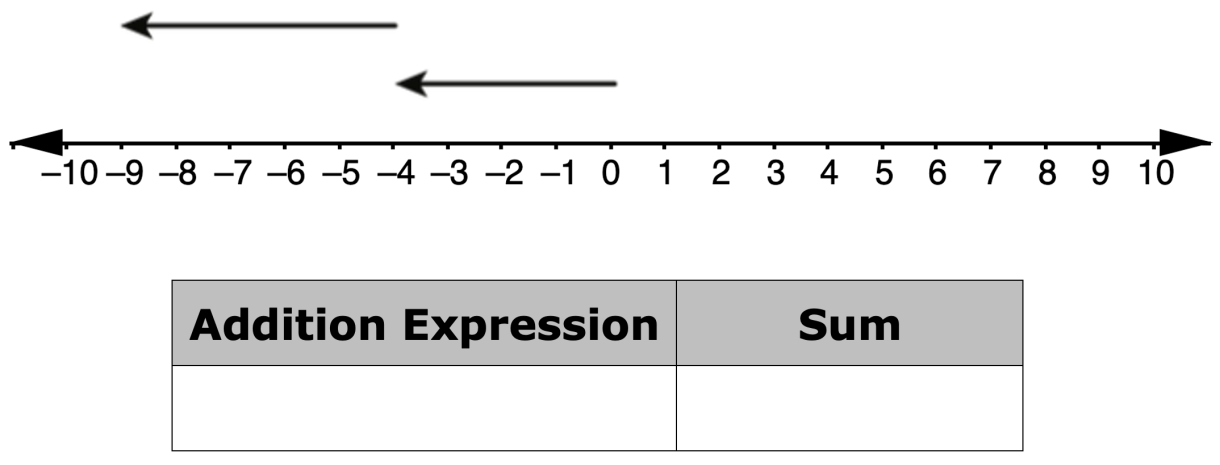 –10 –9 –8 –7 –6 –5 –4 –3 –2 –1 0 1 2 3 4 5 6 7 8 9 10
Addition Expression Sum